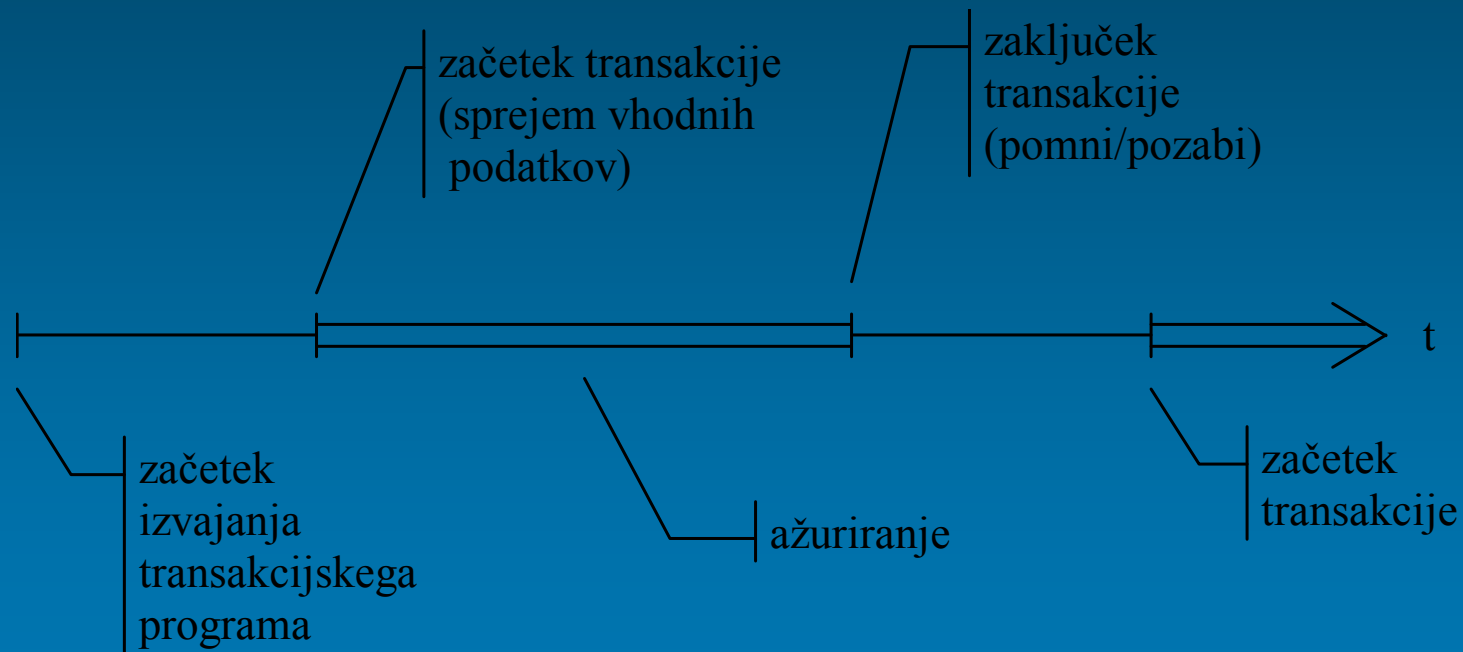 začetek transakcije
(sprejem vhodnih
podatkov)
zaključek
transakcije
(pomni/pozabi)
t
začetek
izvajanja
transakcijskega
programa
ažuriranje
začetek
transakcije